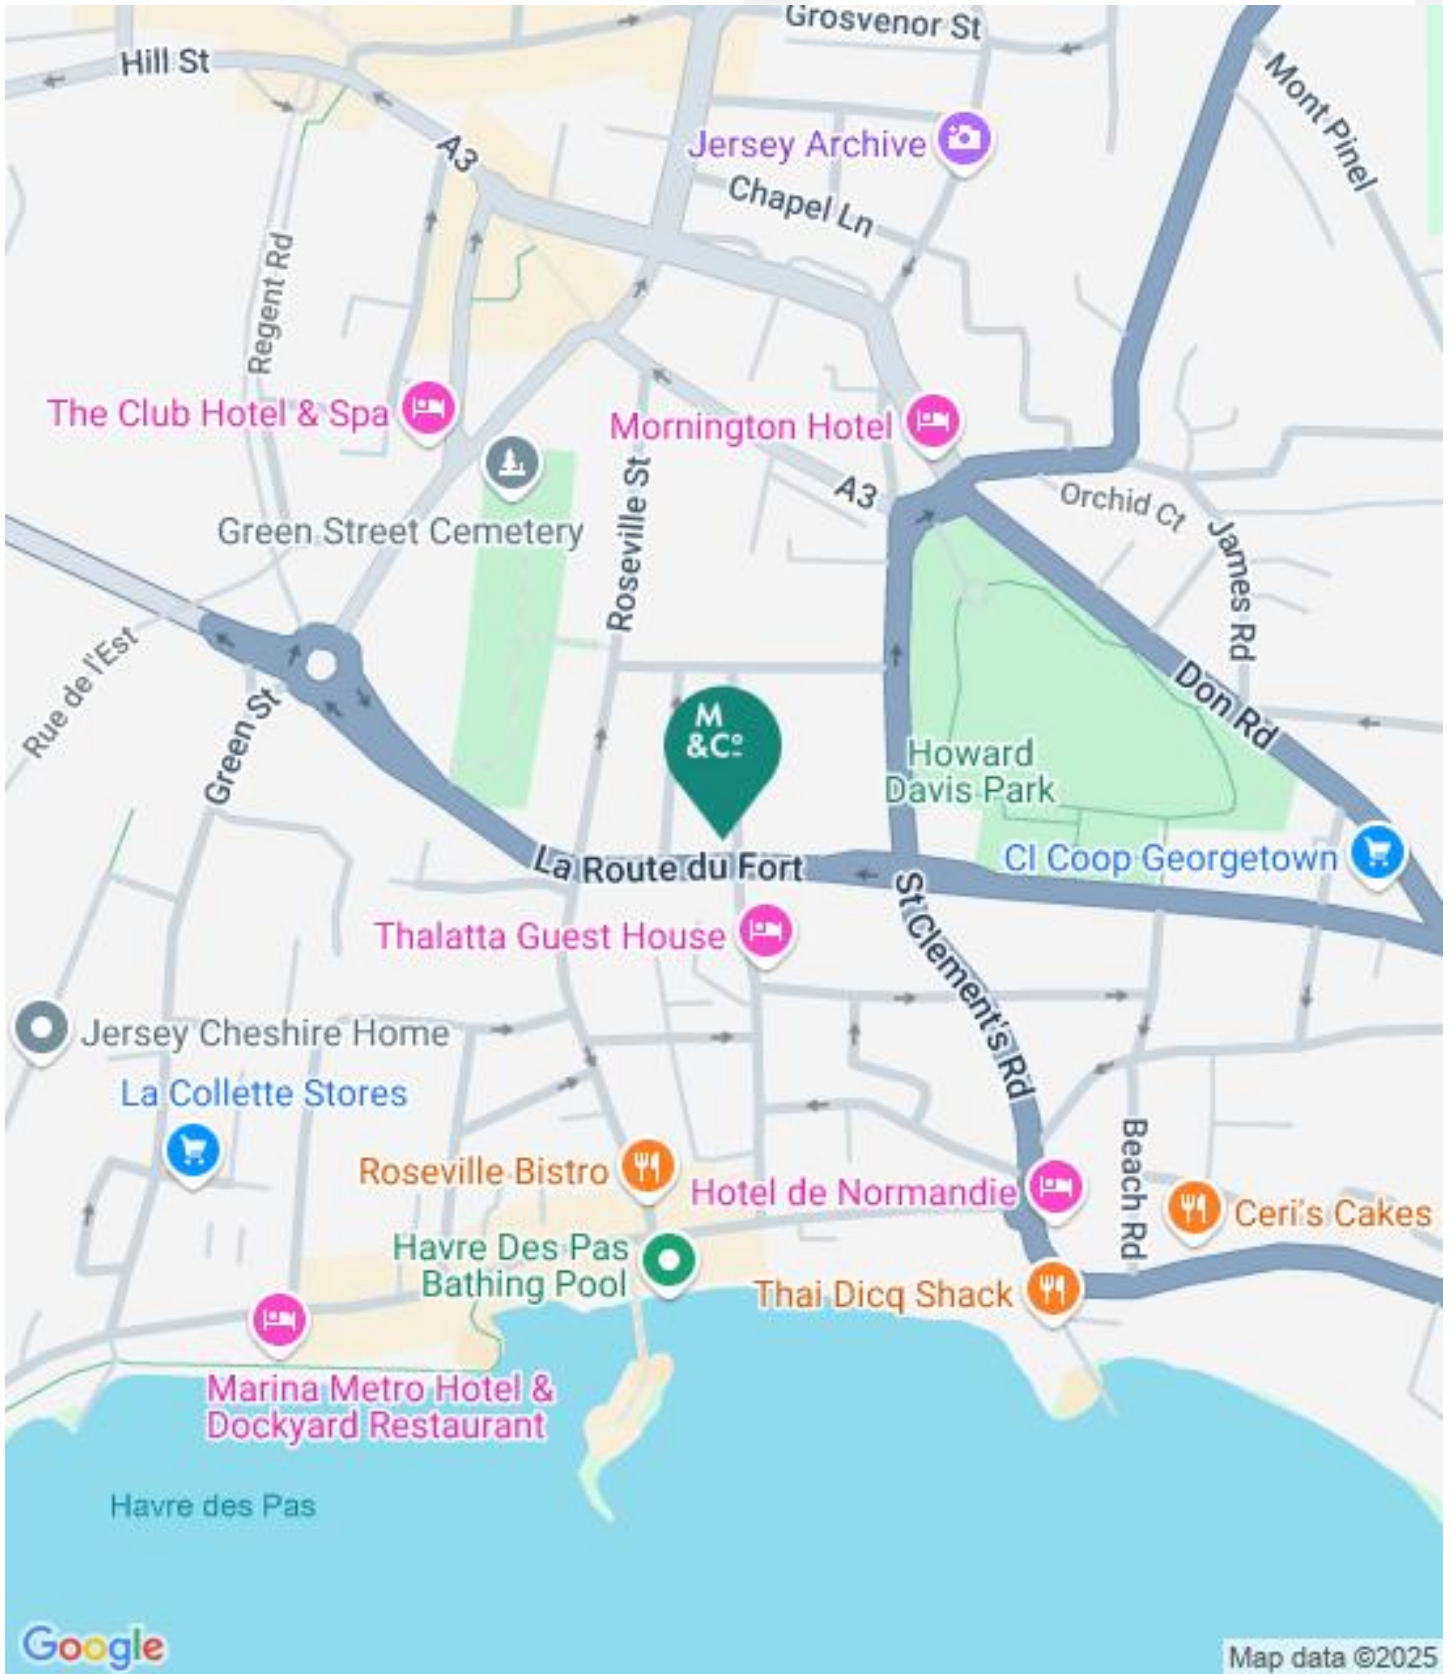 Grosvenor St
Hill St
Mont Pinel
A3
Jersey Archive
Chapel Ln
Regent Rd
The Club Hotel & Spa
Mornington Hotel
Roseville St
A3
Orchid Ct
Green Street Cemetery
James Rd
Rue de l'Est
Green St
Don Rd
M
&Cº
Howard
Davis Park
La Route du Fort
CI Coop Georgetown
St Clement's Rd
Thalatta Guest House
Jersey Cheshire Home
La Collette Stores
Beach Rd
Roseville Bistro
Hotel de Normandie
Ceri's Cakes
Havre Des Pas
Bathing Pool
Thai Dicq Shack
Marina Metro Hotel &
Dockyard Restaurant
Havre des Pas
Google
Map data ©2025